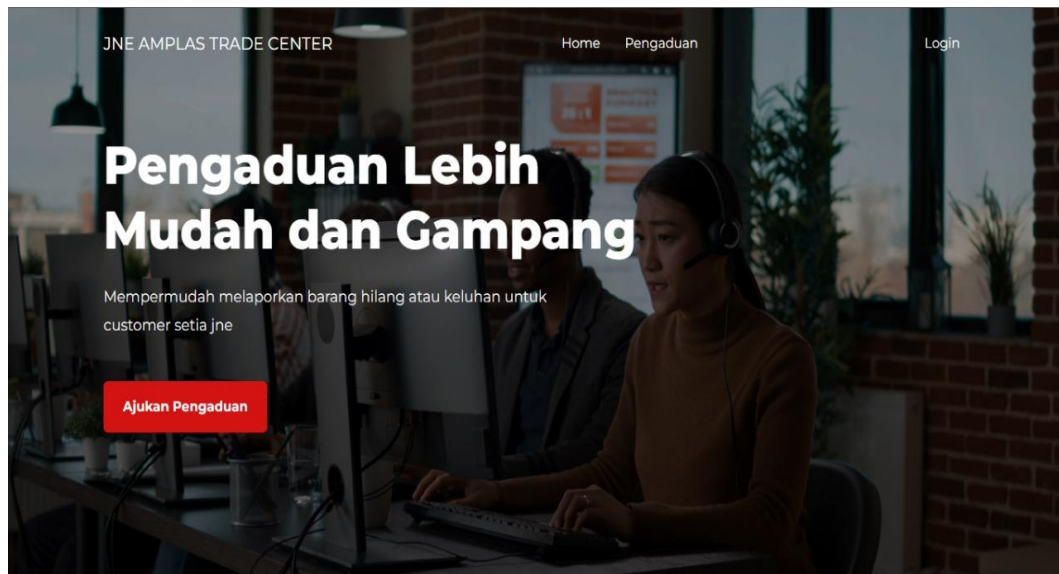 JNE AMPLAS TRADE CENTER
Home
Pengaduan
Login
Pengaduan Lebih
Mudah dan Gampang
Mempermudah melaporkan barang hilang atau keluhan untuk
customer setia jne
Ajukan Pengaduan